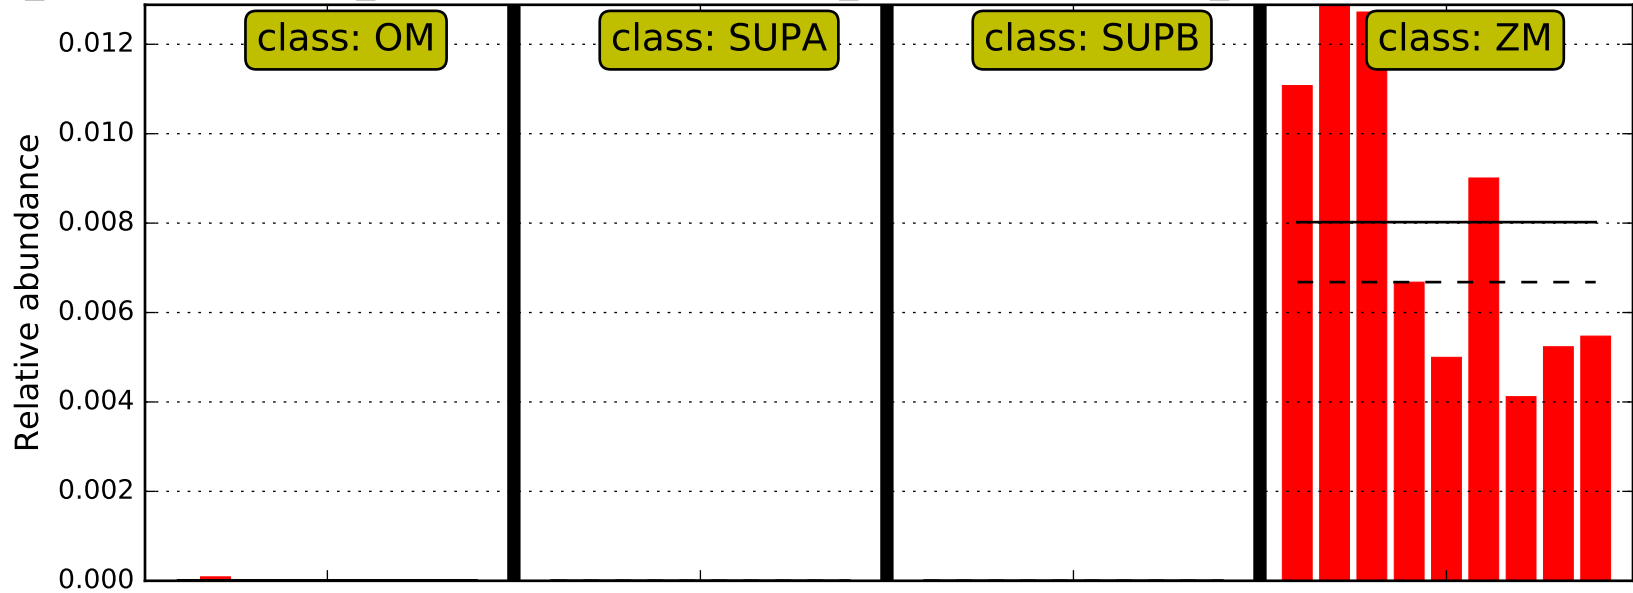 class: OM
class: SUPA
class: SUPB
class: ZM
Relative abundance
0.012
0.010
0.008
0.006
0.004
0.002
0.000